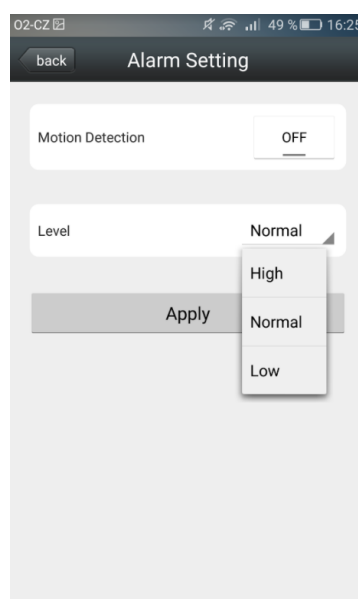 O2-CZ 49 % 16:25
back Alarm Setting
Motion Detection OFF
Level Normal
High
Apply
Normal
Low